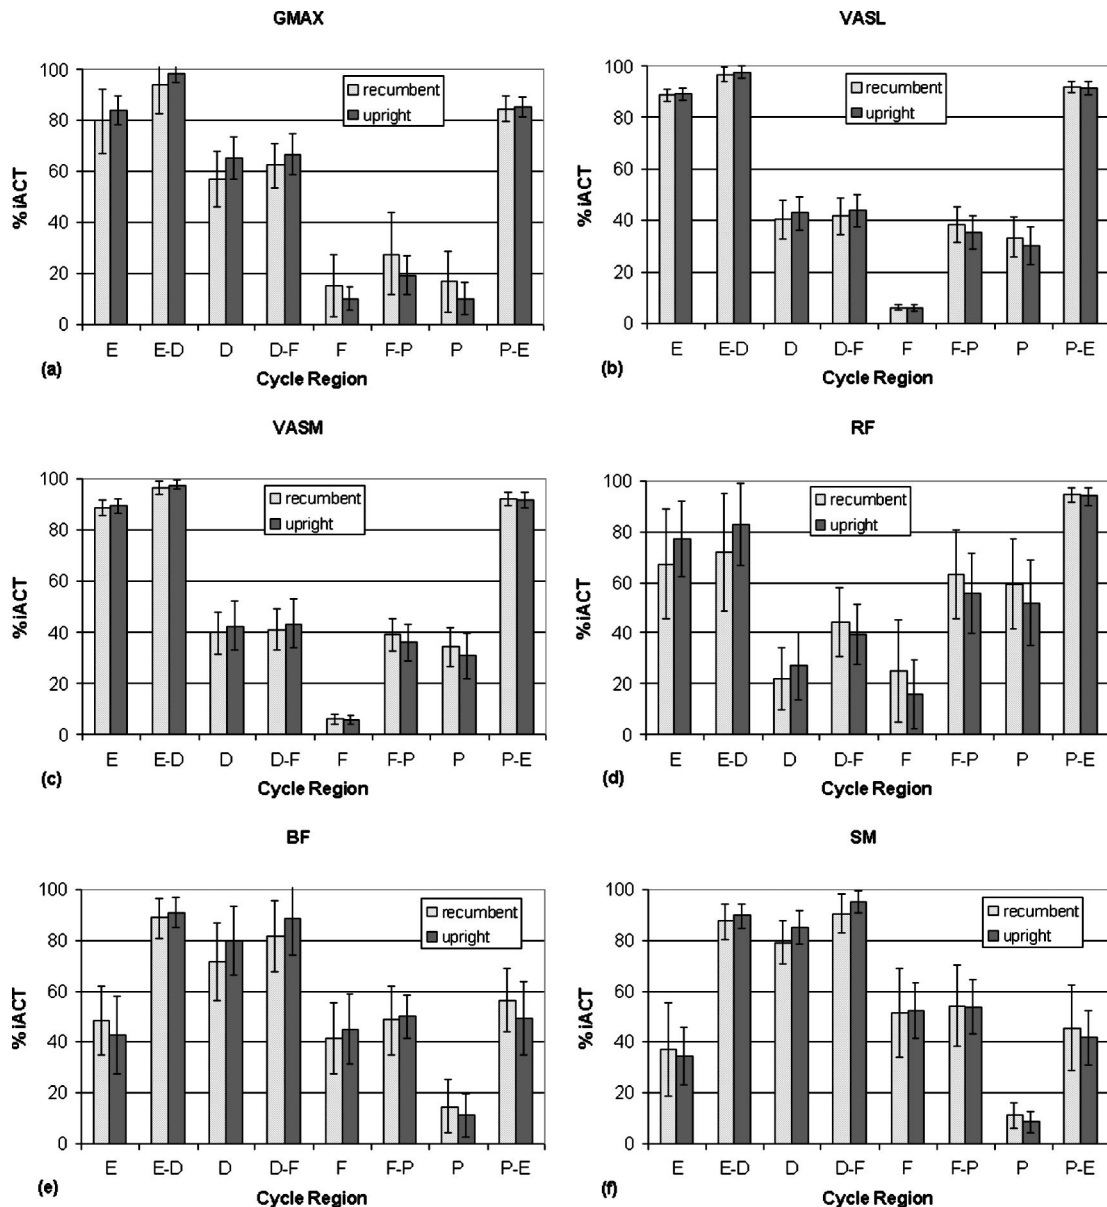 GMAX
%iACT
100
80
60
40
20
0
recumbent
upright
E E-D D D-F F F-P P P-E
(a)
Cycle Region
VASL
%iACT
100
80
60
40
20
0
recumbent
upright
E E-D D D-F F F-P P P-E
(b)
Cycle Region
VASM
%iACT
100
80
60
40
20
0
recumbent
upright
E E-D D D-F F F-P P P-E
(c)
Cycle Region
RF
%iACT
100
80
60
40
20
0
recumbent
upright
E E-D D D-F F F-P P P-E
(d)
Cycle Region
BF
%iACT
100
80
60
40
20
0
recumbent
upright
E E-D D D-F F F-P P P-E
(e)
Cycle Region
SM
%iACT
100
80
60
40
20
0
recumbent
upright
E E-D D D-F F F-P P P-E
(f)
Cycle Region